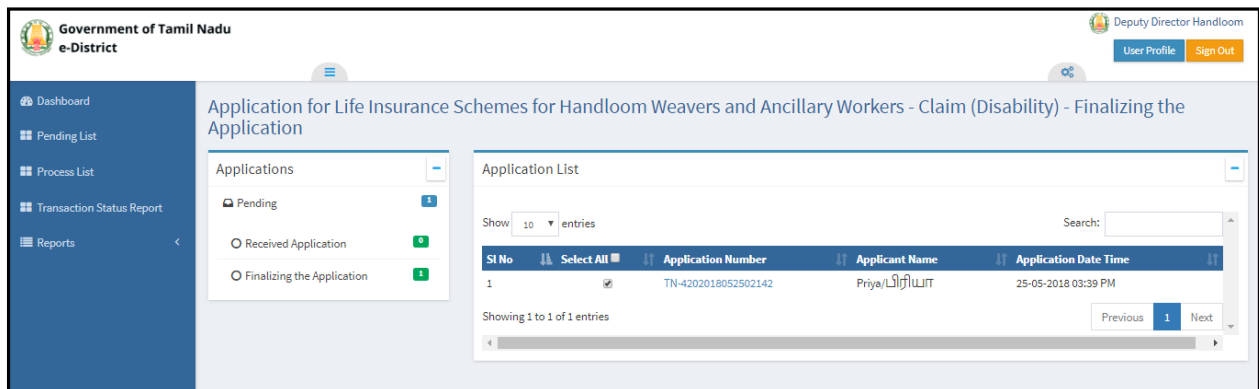 Government of Tamil Nadu
e-District
Deputy Director Handloom
User Profile
Sign Out
Dashboard
Pending List
Process List
Transaction Status Report
Reports
Application for Life Insurance Schemes for Handloom Weavers and Ancillary Workers - Claim (Disability) - Finalizing the
Application
Applications
Pending 1
Received Application 0
Finalizing the Application 1
Application List
Show 10 entries
Search:
Sl No Select All Application Number Applicant Name Application Date Time
1 TN-4202018052502142 Priya/பிரியா 25-05-2018 03:39 PM
Showing 1 to 1 of 1 entries
Previous 1 Next